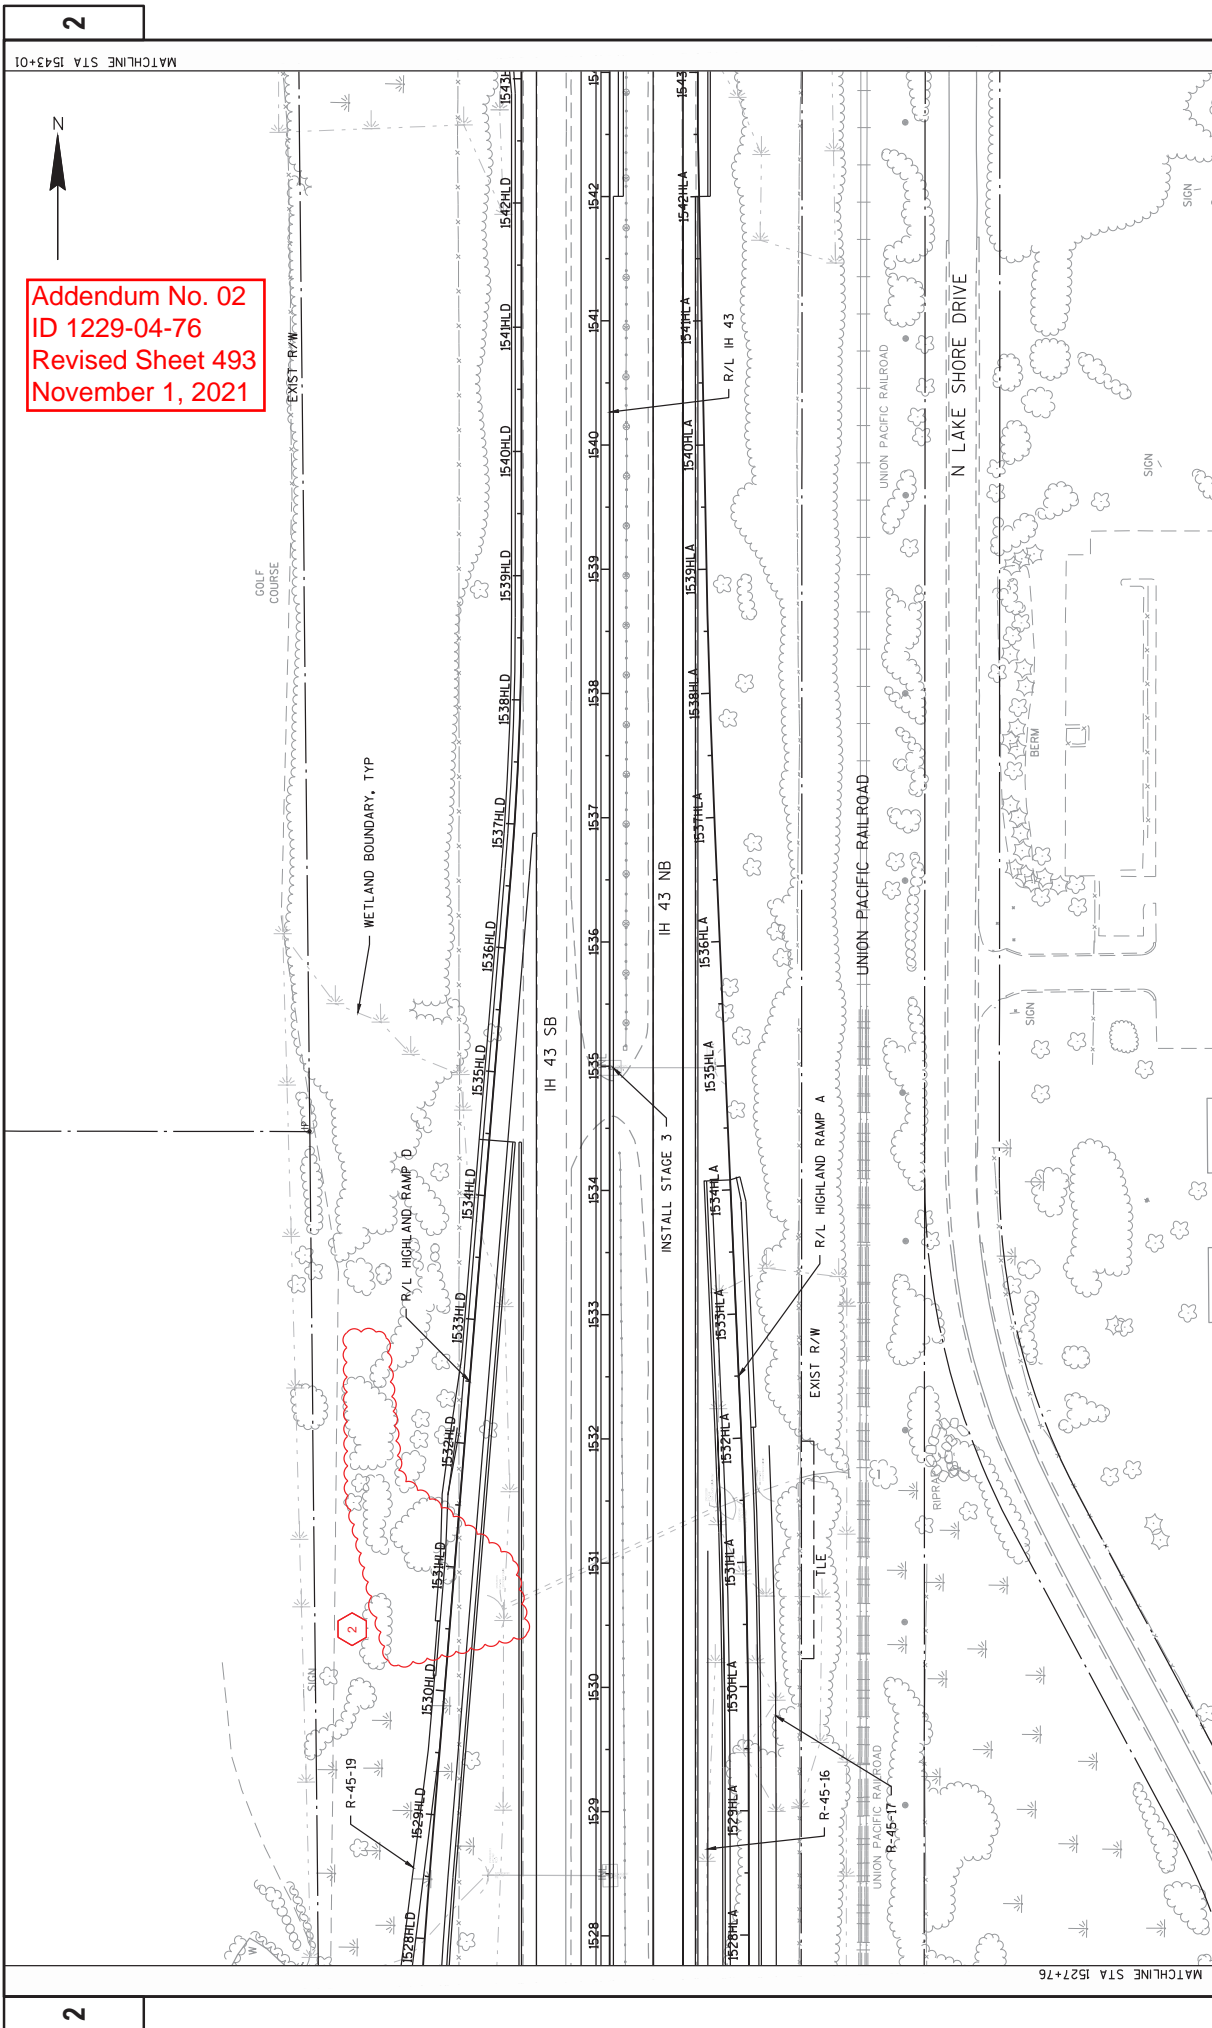 2
MATCHLINE STA 1543+01
N
Addendum No. 02
ID 1229-04-76
Revised Sheet 493
November 1, 2021
EXIST R/W
GOLF
COURSE
WETLAND BOUNDARY, TYP
1543H
1542HLD
1541HLD
1540HLD
1539HLD
1538HLD
1537HLD
1536HLD
1535HLD
1534HLD
1533HLD
1532HLD
1531HLD
1530HLD
1529HLD
1528HLD
R/L HIGHLAND RAMP D
2
SIGN
R-45-19
W
IH 43 SB
154
1542
1541
1540
1539
1538
1537
1536
1535
1534
1533
1532
1531
1530
1529
1528
IH 43 NB
INSTALL STAGE 3
R/L IH 43
1543
1542HLA
1541HLA
1540HLA
1539HLA
1538HLA
1537HLA
1536HLA
1535HLA
1534HLA
1533HLA
1532HLA
1531HLA
1530HLA
1529HLA
1528HLA
R/L HIGHLAND RAMP A
EXIST R/W
TLE
R-45-16
R-45-17
UNION PACIFIC RAILROAD
UNION PACIFIC RAILROAD
UNION PACIFIC RAILROAD
N LAKE SHORE DRIVE
SIGN
SIGN
BERM
SIGN
RIPRAP
MATCHLINE STA 1527+76
2